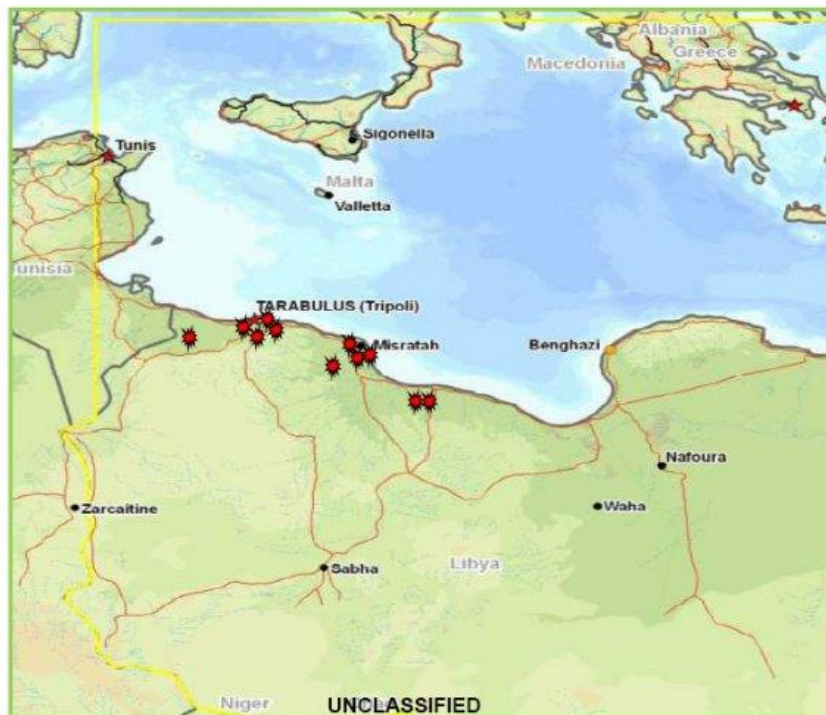 Albania
Greece
Macedonia
Sigonella
Tunis
Malta
Valletta
unisia
TARABULUS (Tripoli)
Misratah
Benghazi
Nafoura
Zarcaitine
Waha
Sabha
Libya
Niger
UNCLASSIFIED